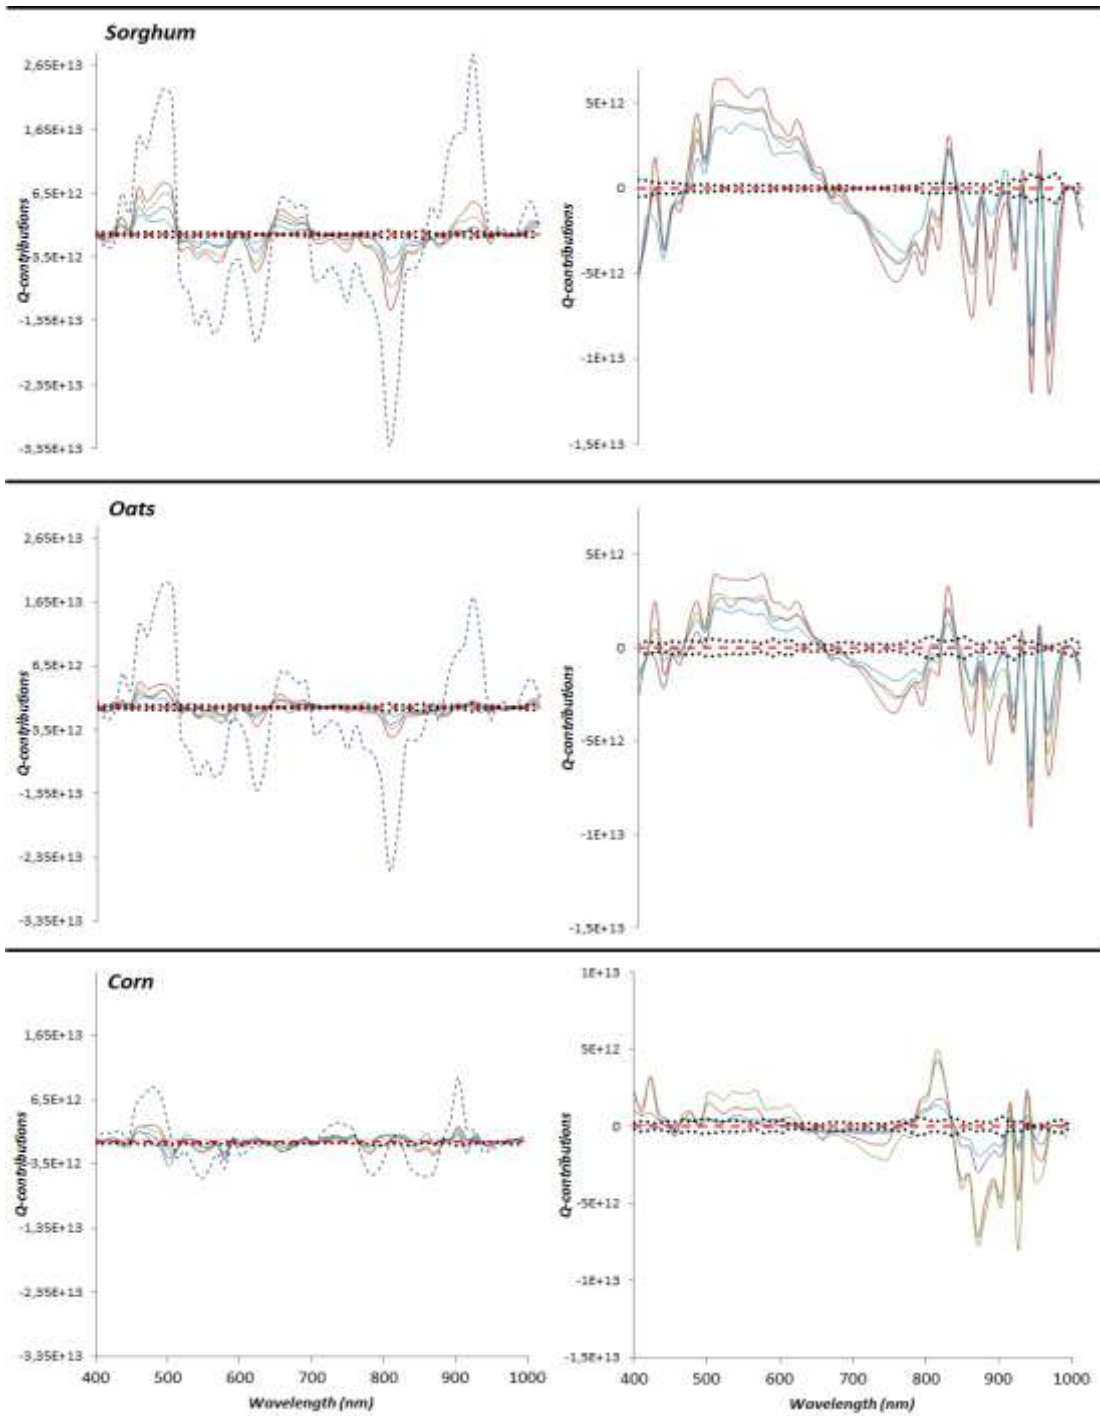 Sorghum
2,65E+13
1,65E+13
6,5E+12
-3,5E+12
-1,35E+13
-2,35E+13
-3,35E+13
Q-contributions
5E+12
0
-5E+12
-1E+13
-1,5E+13
Q-contributions
Oats
2,65E+13
1,65E+13
6,5E+12
-3,5E+12
-1,35E+13
-2,35E+13
-3,35E+13
Q-contributions
5E+12
0
-5E+12
-1E+13
-1,5E+13
Q-contributions
Corn
1,65E+13
6,5E+12
-3,5E+12
-1,35E+13
-2,35E+13
-3,35E+13
Q-contributions
400 500 600 700 800 900 1000
Wavelength (nm)
1E+13
5E+12
0
-5E+12
-1E+13
-1,5E+13
Q-contributions
400 500 600 700 800 900 1000
Wavelength (nm)